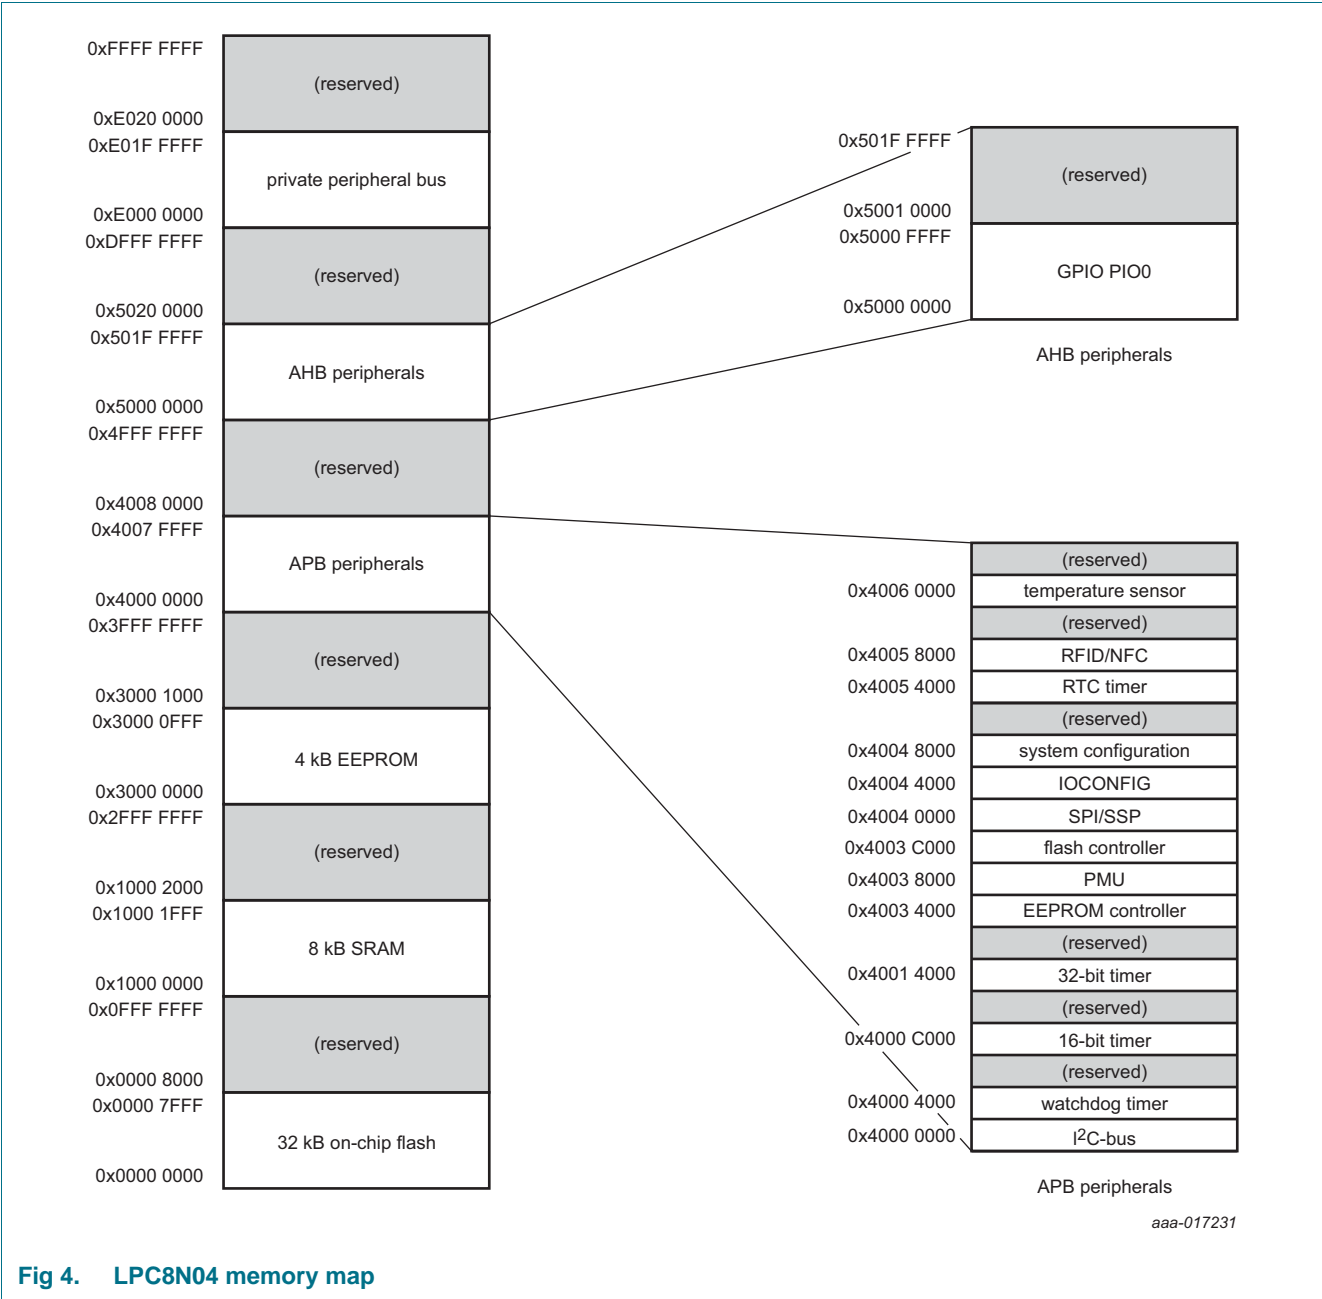 0xFFFF FFFF
(reserved)
0xE020 0000
0xE01F FFFF
private peripheral bus
0xE000 0000
0xDFFF FFFF
(reserved)
0x5020 0000
0x501F FFFF
AHB peripherals
0x5000 0000
0x4FFF FFFF
(reserved)
0x4008 0000
0x4007 FFFF
APB peripherals
0x4000 0000
0x3FFF FFFF
(reserved)
0x3000 1000
0x3000 0FFF
4 kB EEPROM
0x3000 0000
0x2FFF FFFF
(reserved)
0x1000 2000
0x1000 1FFF
8 kB SRAM
0x1000 0000
0x0FFF FFFF
(reserved)
0x0000 8000
0x0000 7FFF
32 kB on-chip flash
0x0000 0000
0x501F FFFF
(reserved)
0x5001 0000
0x5000 FFFF
GPIO PIO0
0x5000 0000
AHB peripherals
(reserved)
0x4006 0000 temperature sensor
(reserved)
0x4005 8000 RFID/NFC
0x4005 4000 RTC timer
(reserved)
0x4004 8000 system configuration
0x4004 4000 IOCONFIG
0x4004 0000 SPI/SSP
0x4003 C000 flash controller
0x4003 8000 PMU
0x4003 4000 EEPROM controller
(reserved)
0x4001 4000 32-bit timer
(reserved)
0x4000 C000 16-bit timer
(reserved)
0x4000 4000 watchdog timer
0x4000 0000 I2C-bus
APB peripherals
aaa-017231
Fig 4. LPC8N04 memory map